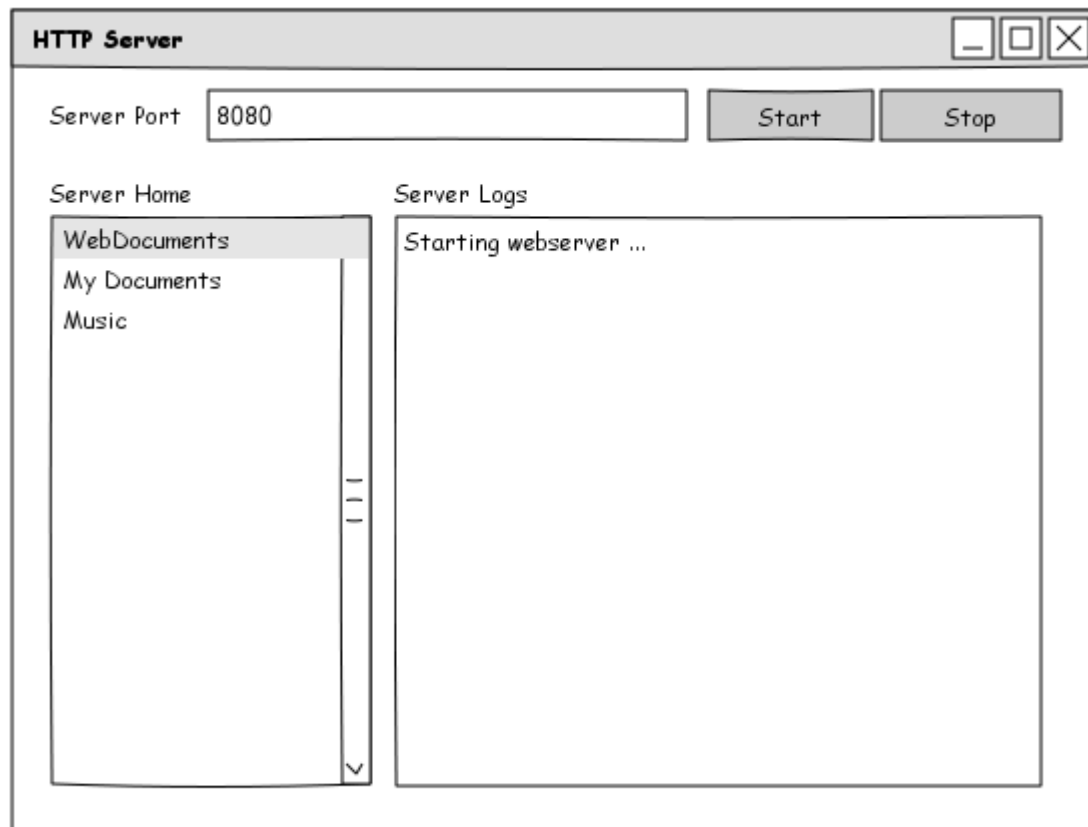 HTTP Server
Server Port 8080 Start Stop
Server Home Server Logs
WebDocuments Starting webserver ...
My Documents
Music